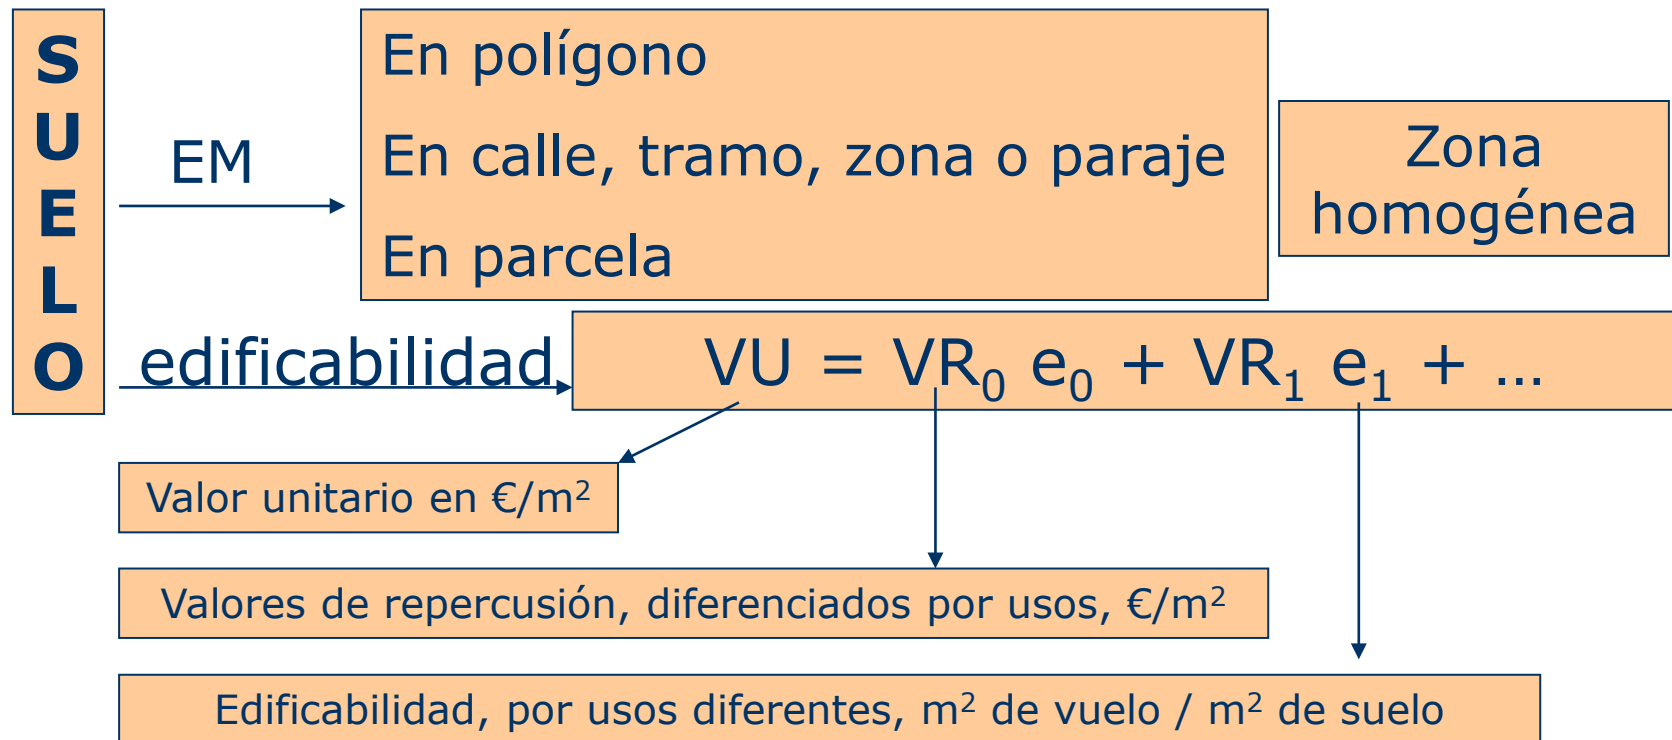 SUELO
EM
En polígono
En calle, tramo, zona o paraje
En parcela
Zona
homogénea
edificabilidad
VU = VR₀ e₀ + VR₁ e₁ + …
Valor unitario en €/m²
Valores de repercusión, diferenciados por usos, €/m²
Edificabilidad, por usos diferentes, m² de vuelo / m² de suelo